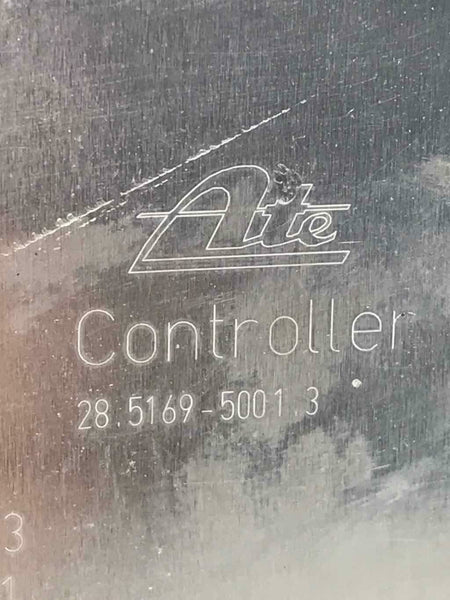 Ate
Controller
28.5169-5001.3
3
1